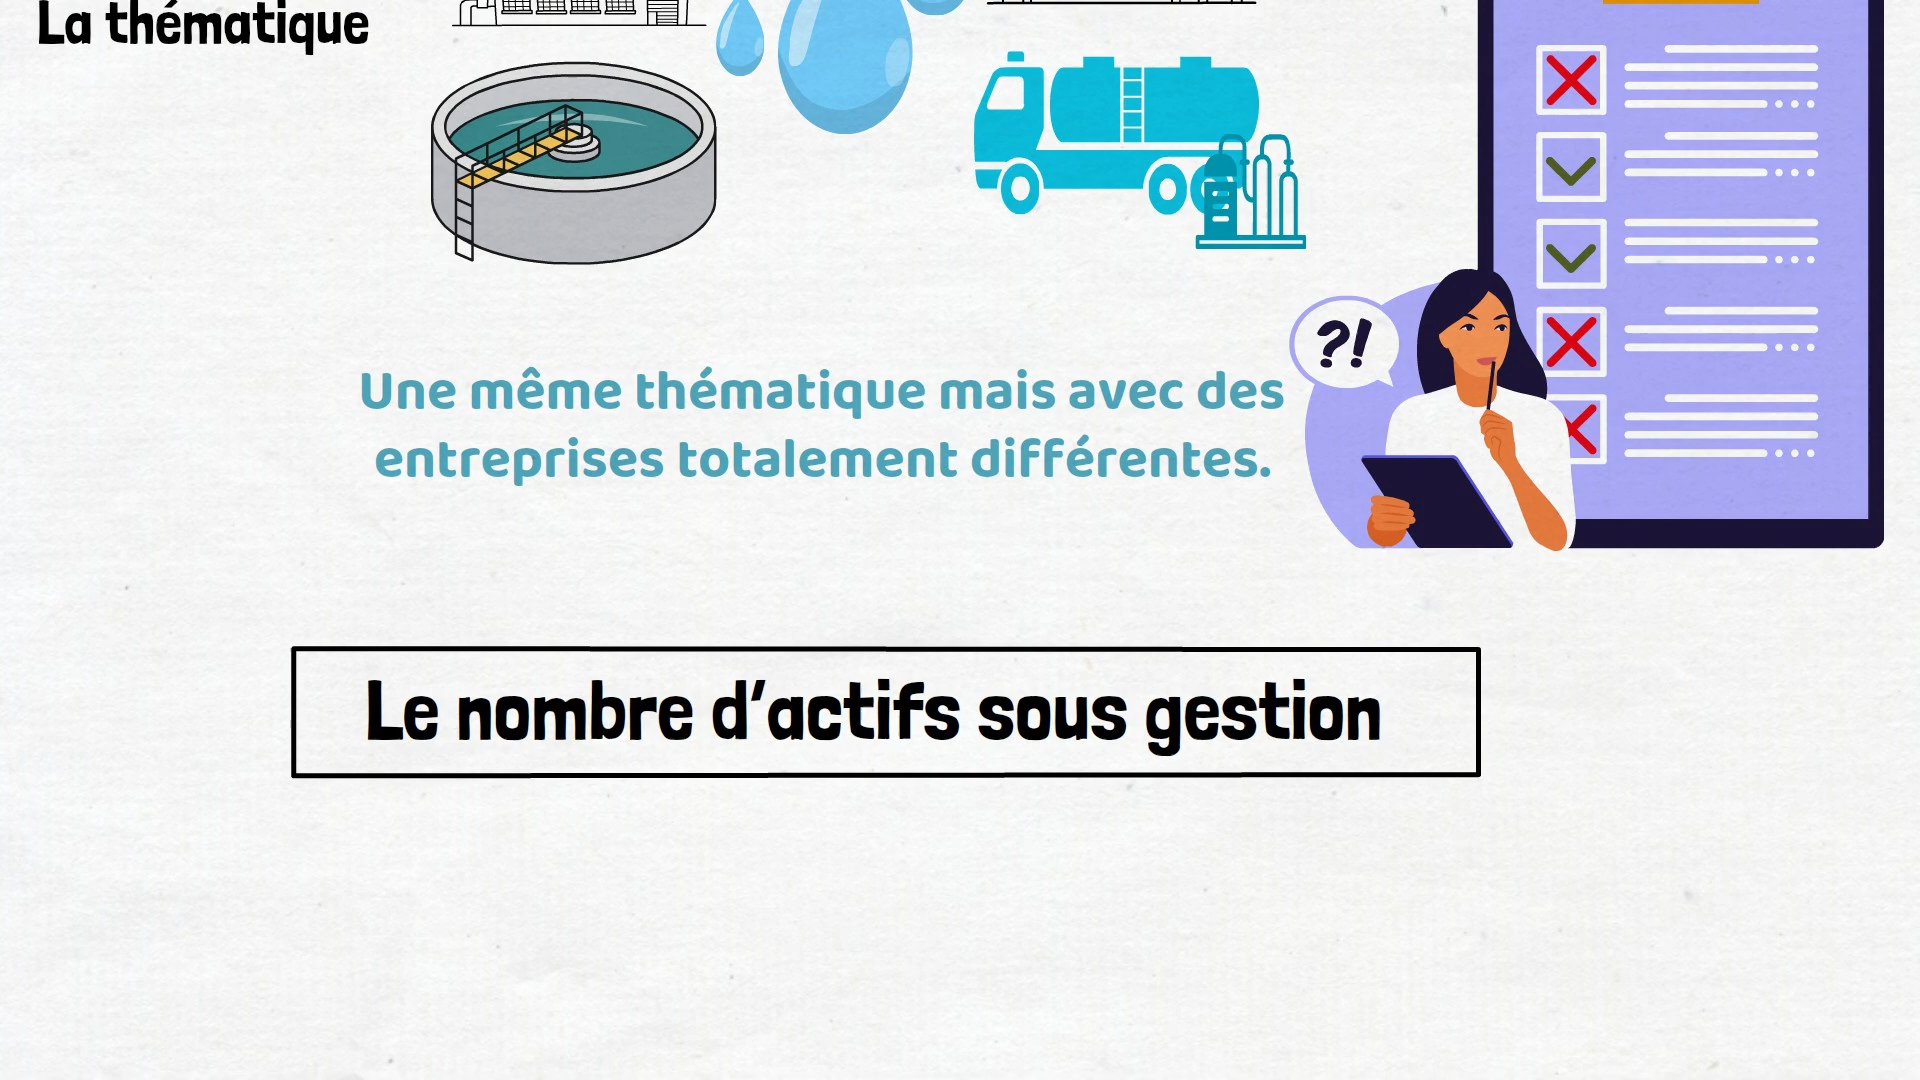 La thématique
?!
Une même thématique mais avec des
entreprises totalement différentes.
Le nombre d’actifs sous gestion